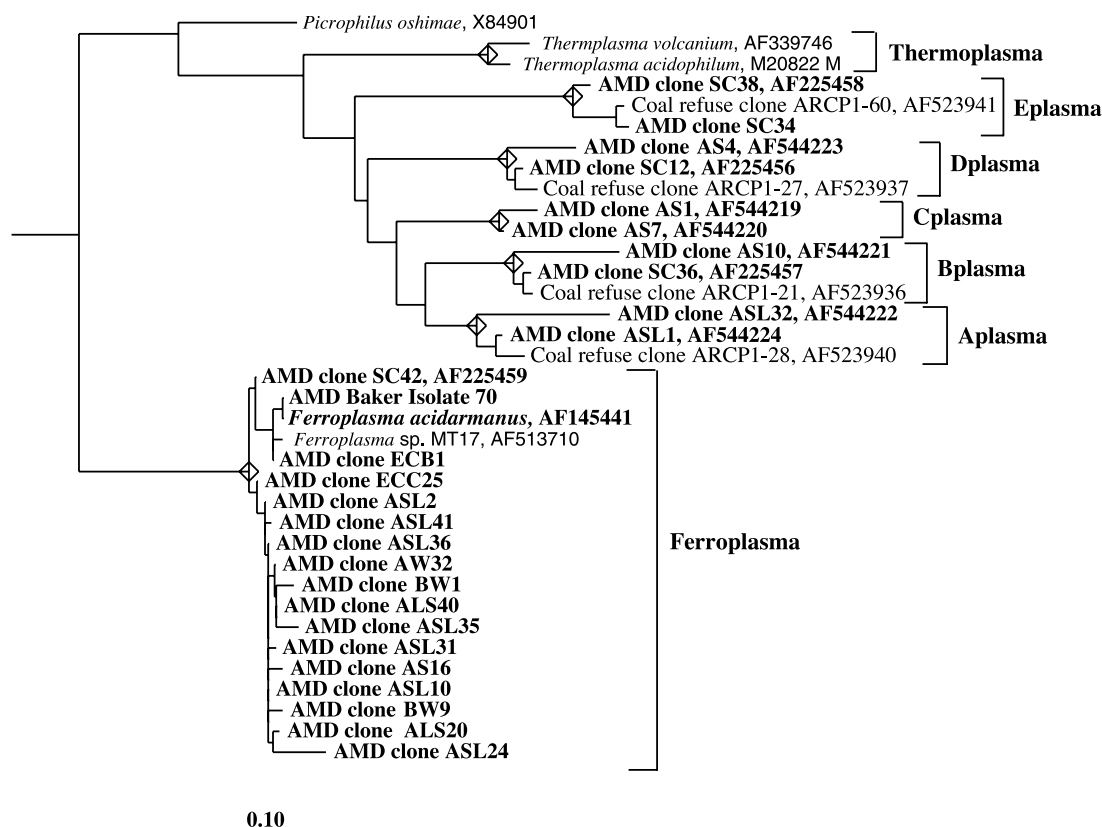 Picrophilus oshimae, X84901
Thermplasma volcanium, AF339746
Thermoplasma acidophilum, M20822 M
Thermoplasma
AMD clone SC38, AF225458
Coal refuse clone ARCP1-60, AF523941
AMD clone SC34
Eplasma
AMD clone AS4, AF544223
AMD clone SC12, AF225456
Coal refuse clone ARCP1-27, AF523937
Dplasma
AMD clone AS1, AF544219
AMD clone AS7, AF544220
Cplasma
AMD clone AS10, AF544221
AMD clone SC36, AF225457
Coal refuse clone ARCP1-21, AF523936
Bplasma
AMD clone ASL32, AF544222
AMD clone ASL1, AF544224
Coal refuse clone ARCP1-28, AF523940
Aplasma
AMD clone SC42, AF225459
AMD Baker Isolate 70
Ferroplasma acidarmanus, AF145441
Ferroplasma sp. MT17, AF513710
AMD clone ECB1
AMD clone ECC25
AMD clone ASL2
AMD clone ASL41
AMD clone ASL36
AMD clone AW32
AMD clone BW1
AMD clone ALS40
AMD clone ASL35
AMD clone ASL31
AMD clone AS16
AMD clone ASL10
AMD clone BW9
AMD clone ALS20
AMD clone ASL24
Ferroplasma
0.10